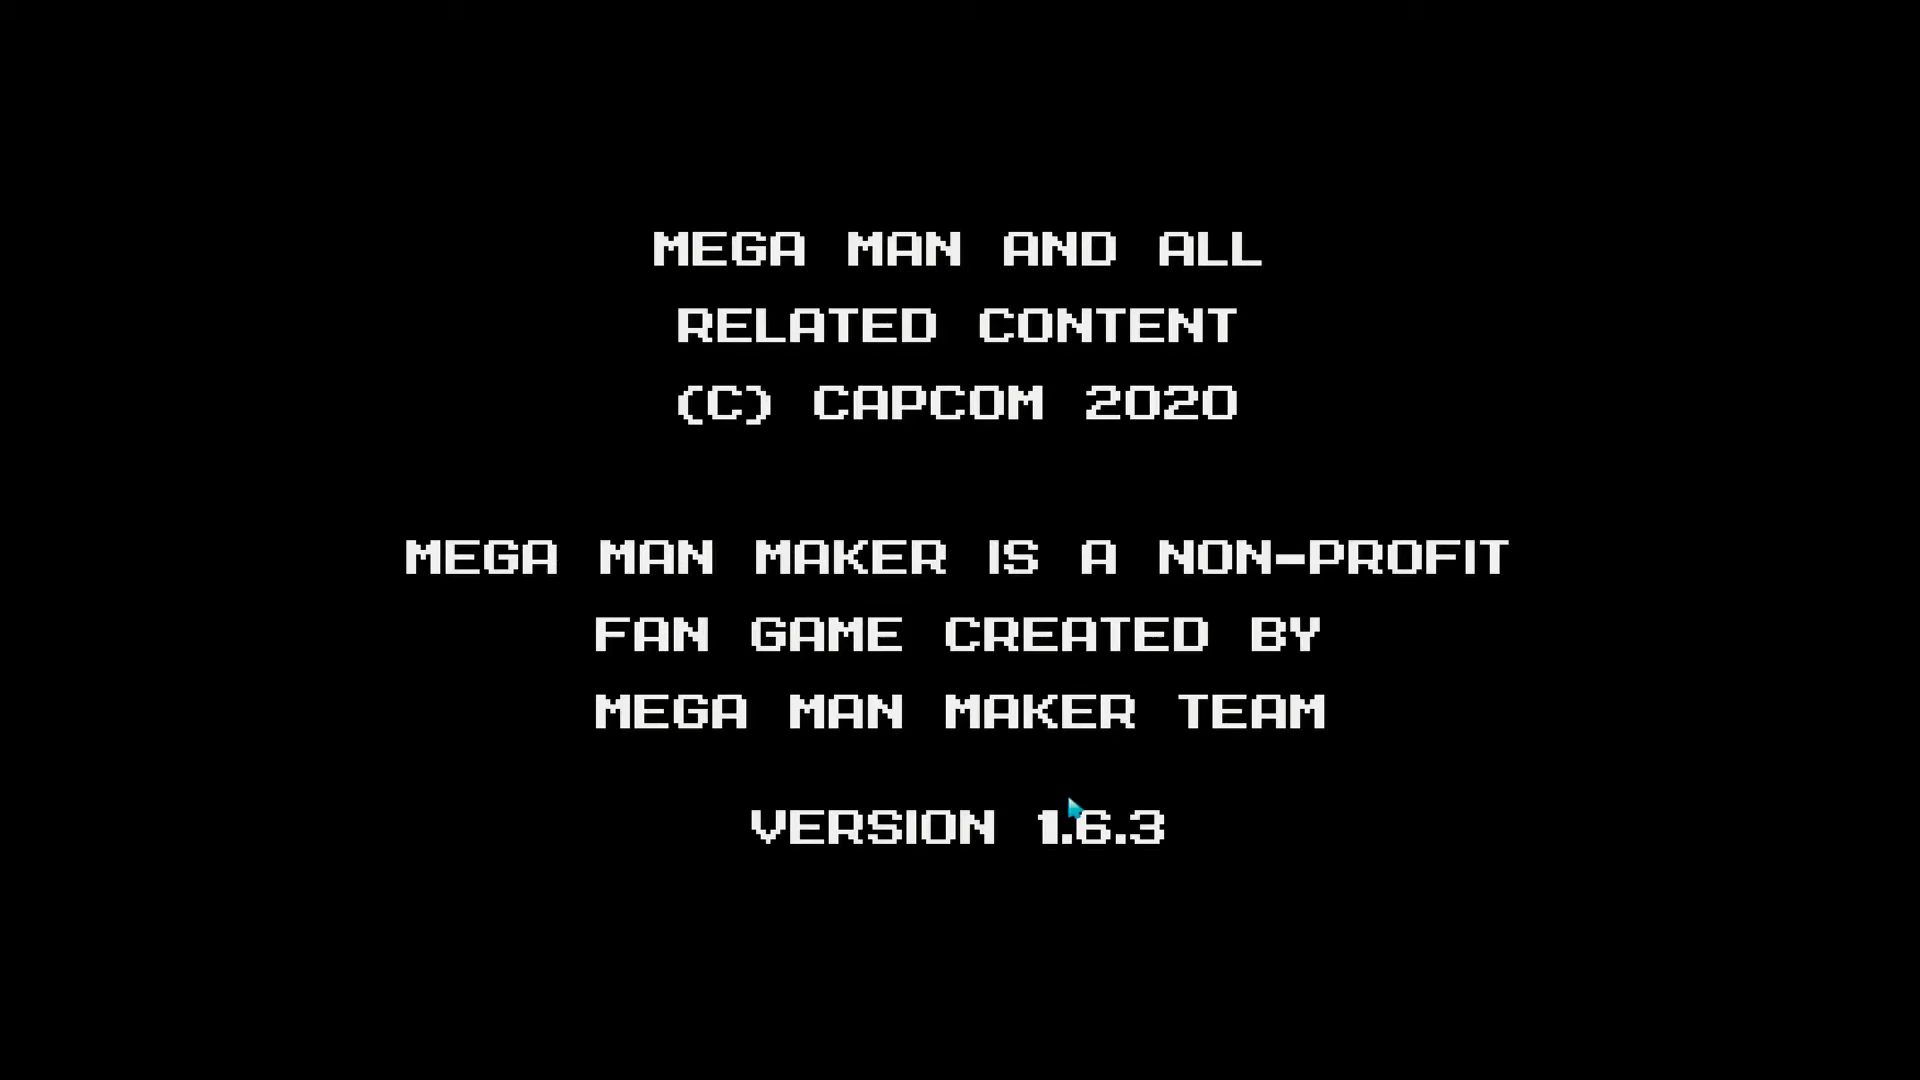 MEGA MAN AND ALL
RELATED CONTENT
(C) CAPCOM 2020
MEGA MAN MAKER IS A NON-PROFIT
FAN GAME CREATED BY
MEGA MAN MAKER TEAM
VERSION 1.6.3